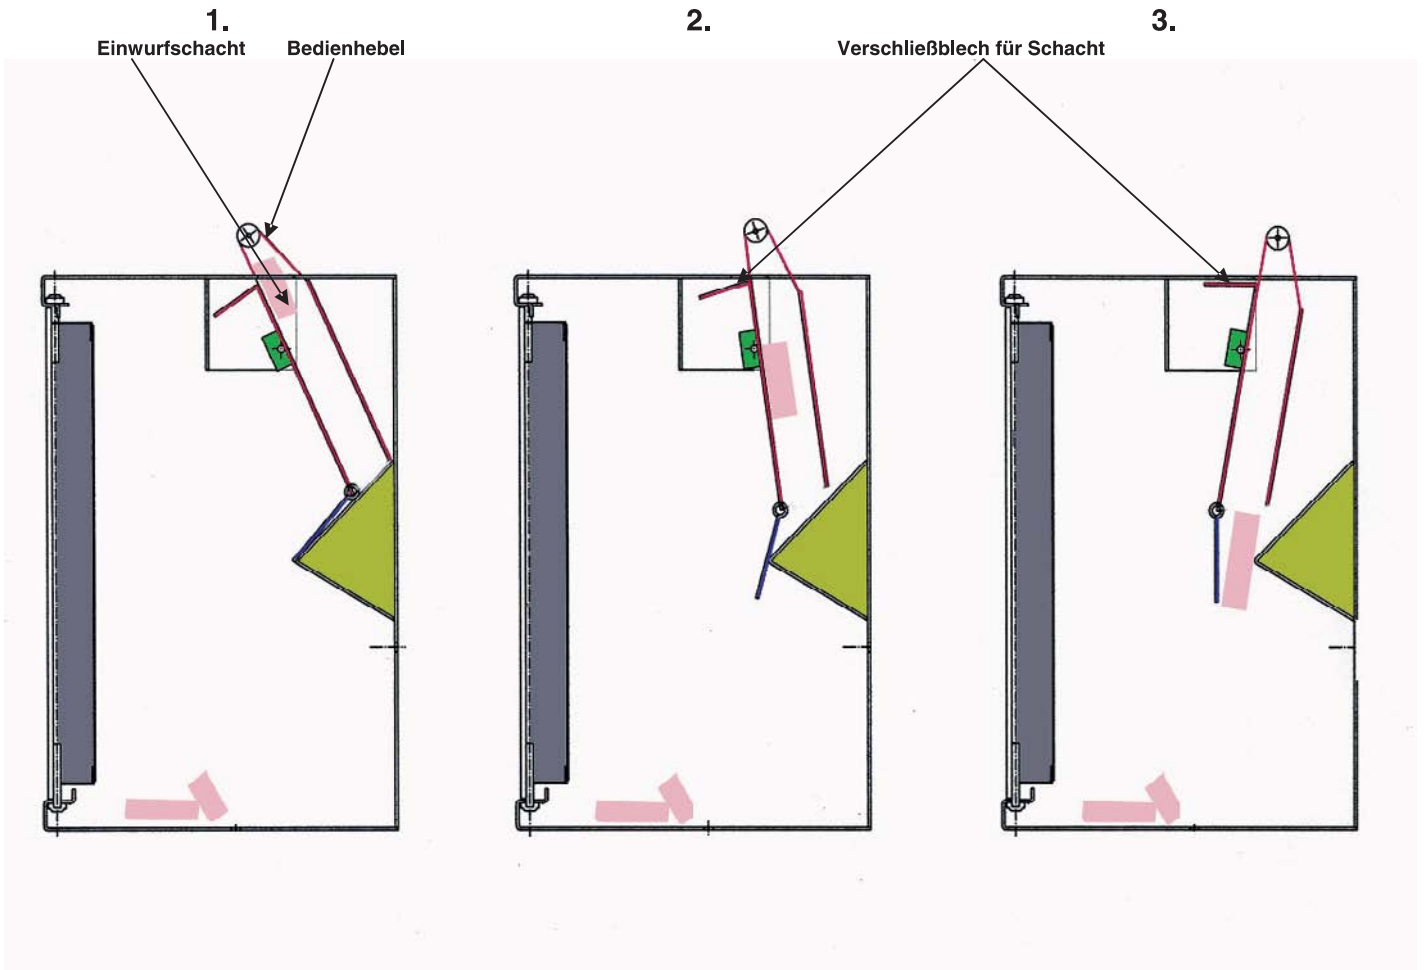 1.
2.
3.
Einwurfschacht
Bedienhebel
Verschließblech für Schacht